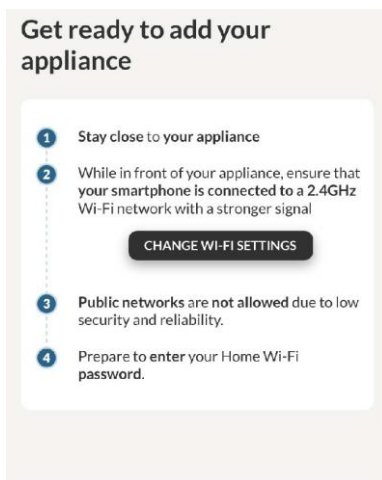 Get ready to add your
appliance
1 Stay close to your appliance
2 While in front of your appliance, ensure that
your smartphone is connected to a 2.4GHz
Wi-Fi network with a stronger signal
CHANGE WI-FI SETTINGS
3 Public networks are not allowed due to low
security and reliability.
4 Prepare to enter your Home Wi-Fi
password.